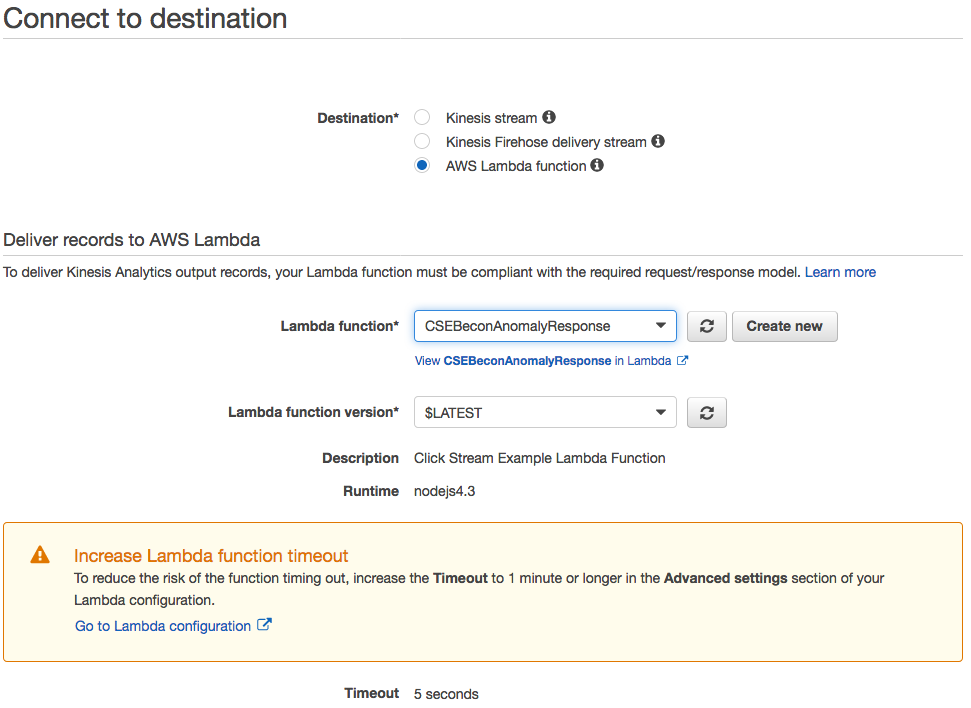 Connect to destination
Destination* Kinesis stream
Kinesis Firehose delivery stream
AWS Lambda function
Deliver records to AWS Lambda
To deliver Kinesis Analytics output records, your Lambda function must be compliant with the required request/response model. Learn more
Lambda function* CSEBeconAnomalyResponse Create new
View CSEBeconAnomalyResponse in Lambda
Lambda function version* $LATEST
Description Click Stream Example Lambda Function
Runtime nodejs4.3
Increase Lambda function timeout
To reduce the risk of the function timing out, increase the Timeout to 1 minute or longer in the Advanced settings section of your
Lambda configuration.
Go to Lambda configuration
Timeout 5 seconds